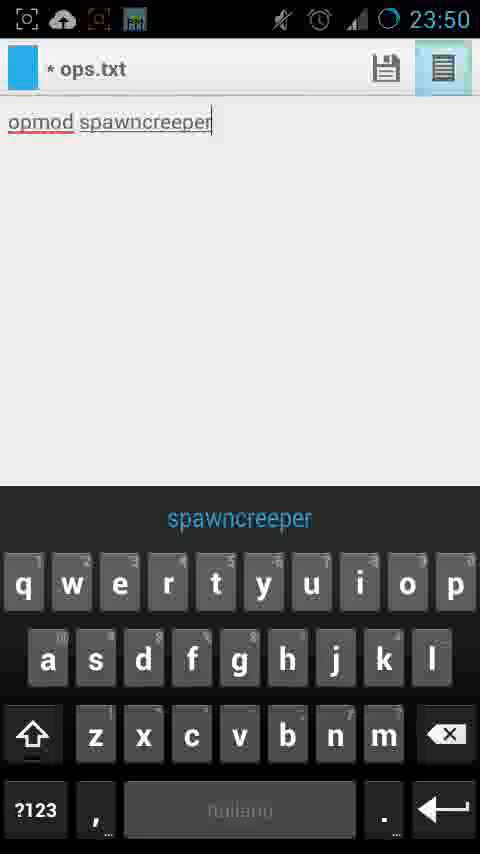 23:50
* ops.txt
opmod spawncreeper
spawncreeper
q w e r t y u i o p
a s d f g h j k l
z x c v b n m
?123 , italiano .